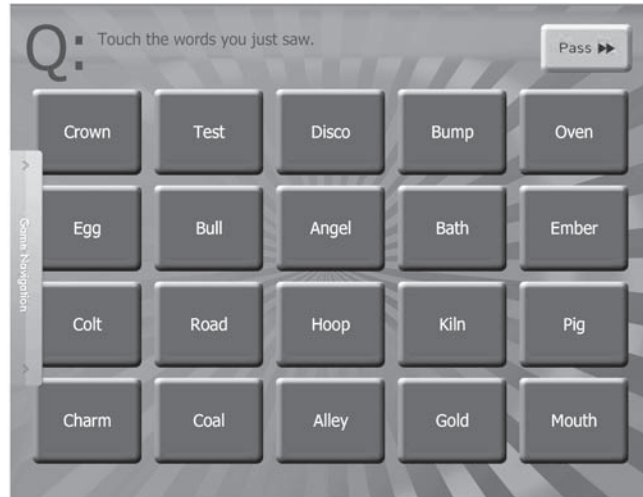 Q: Touch the words you just saw.
Pass
Crown Test Disco Bump Oven
Egg Bull Angel Bath Ember
Game Navigation
Colt Road Hoop Kiln Pig
Charm Coal Alley Gold Mouth